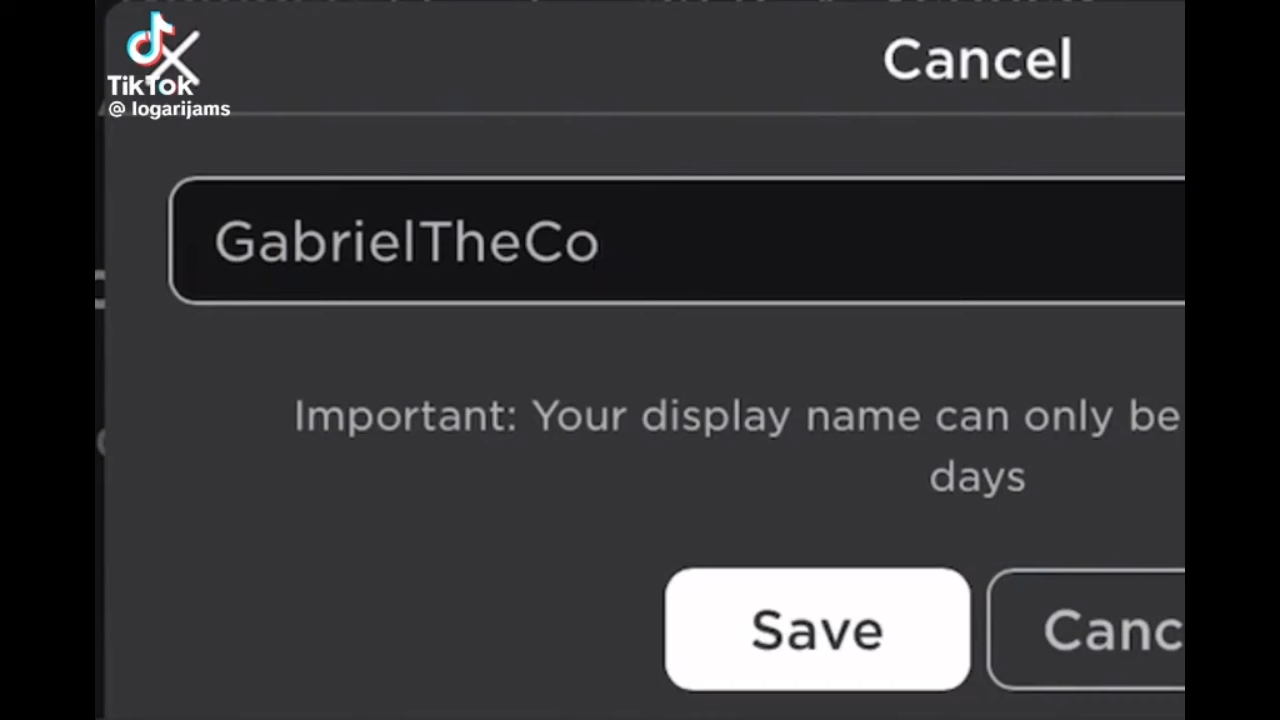 TikTok
@ logarijams
Cancel
GabrielTheCo
Important: Your display name can only be
days
Save
Canc